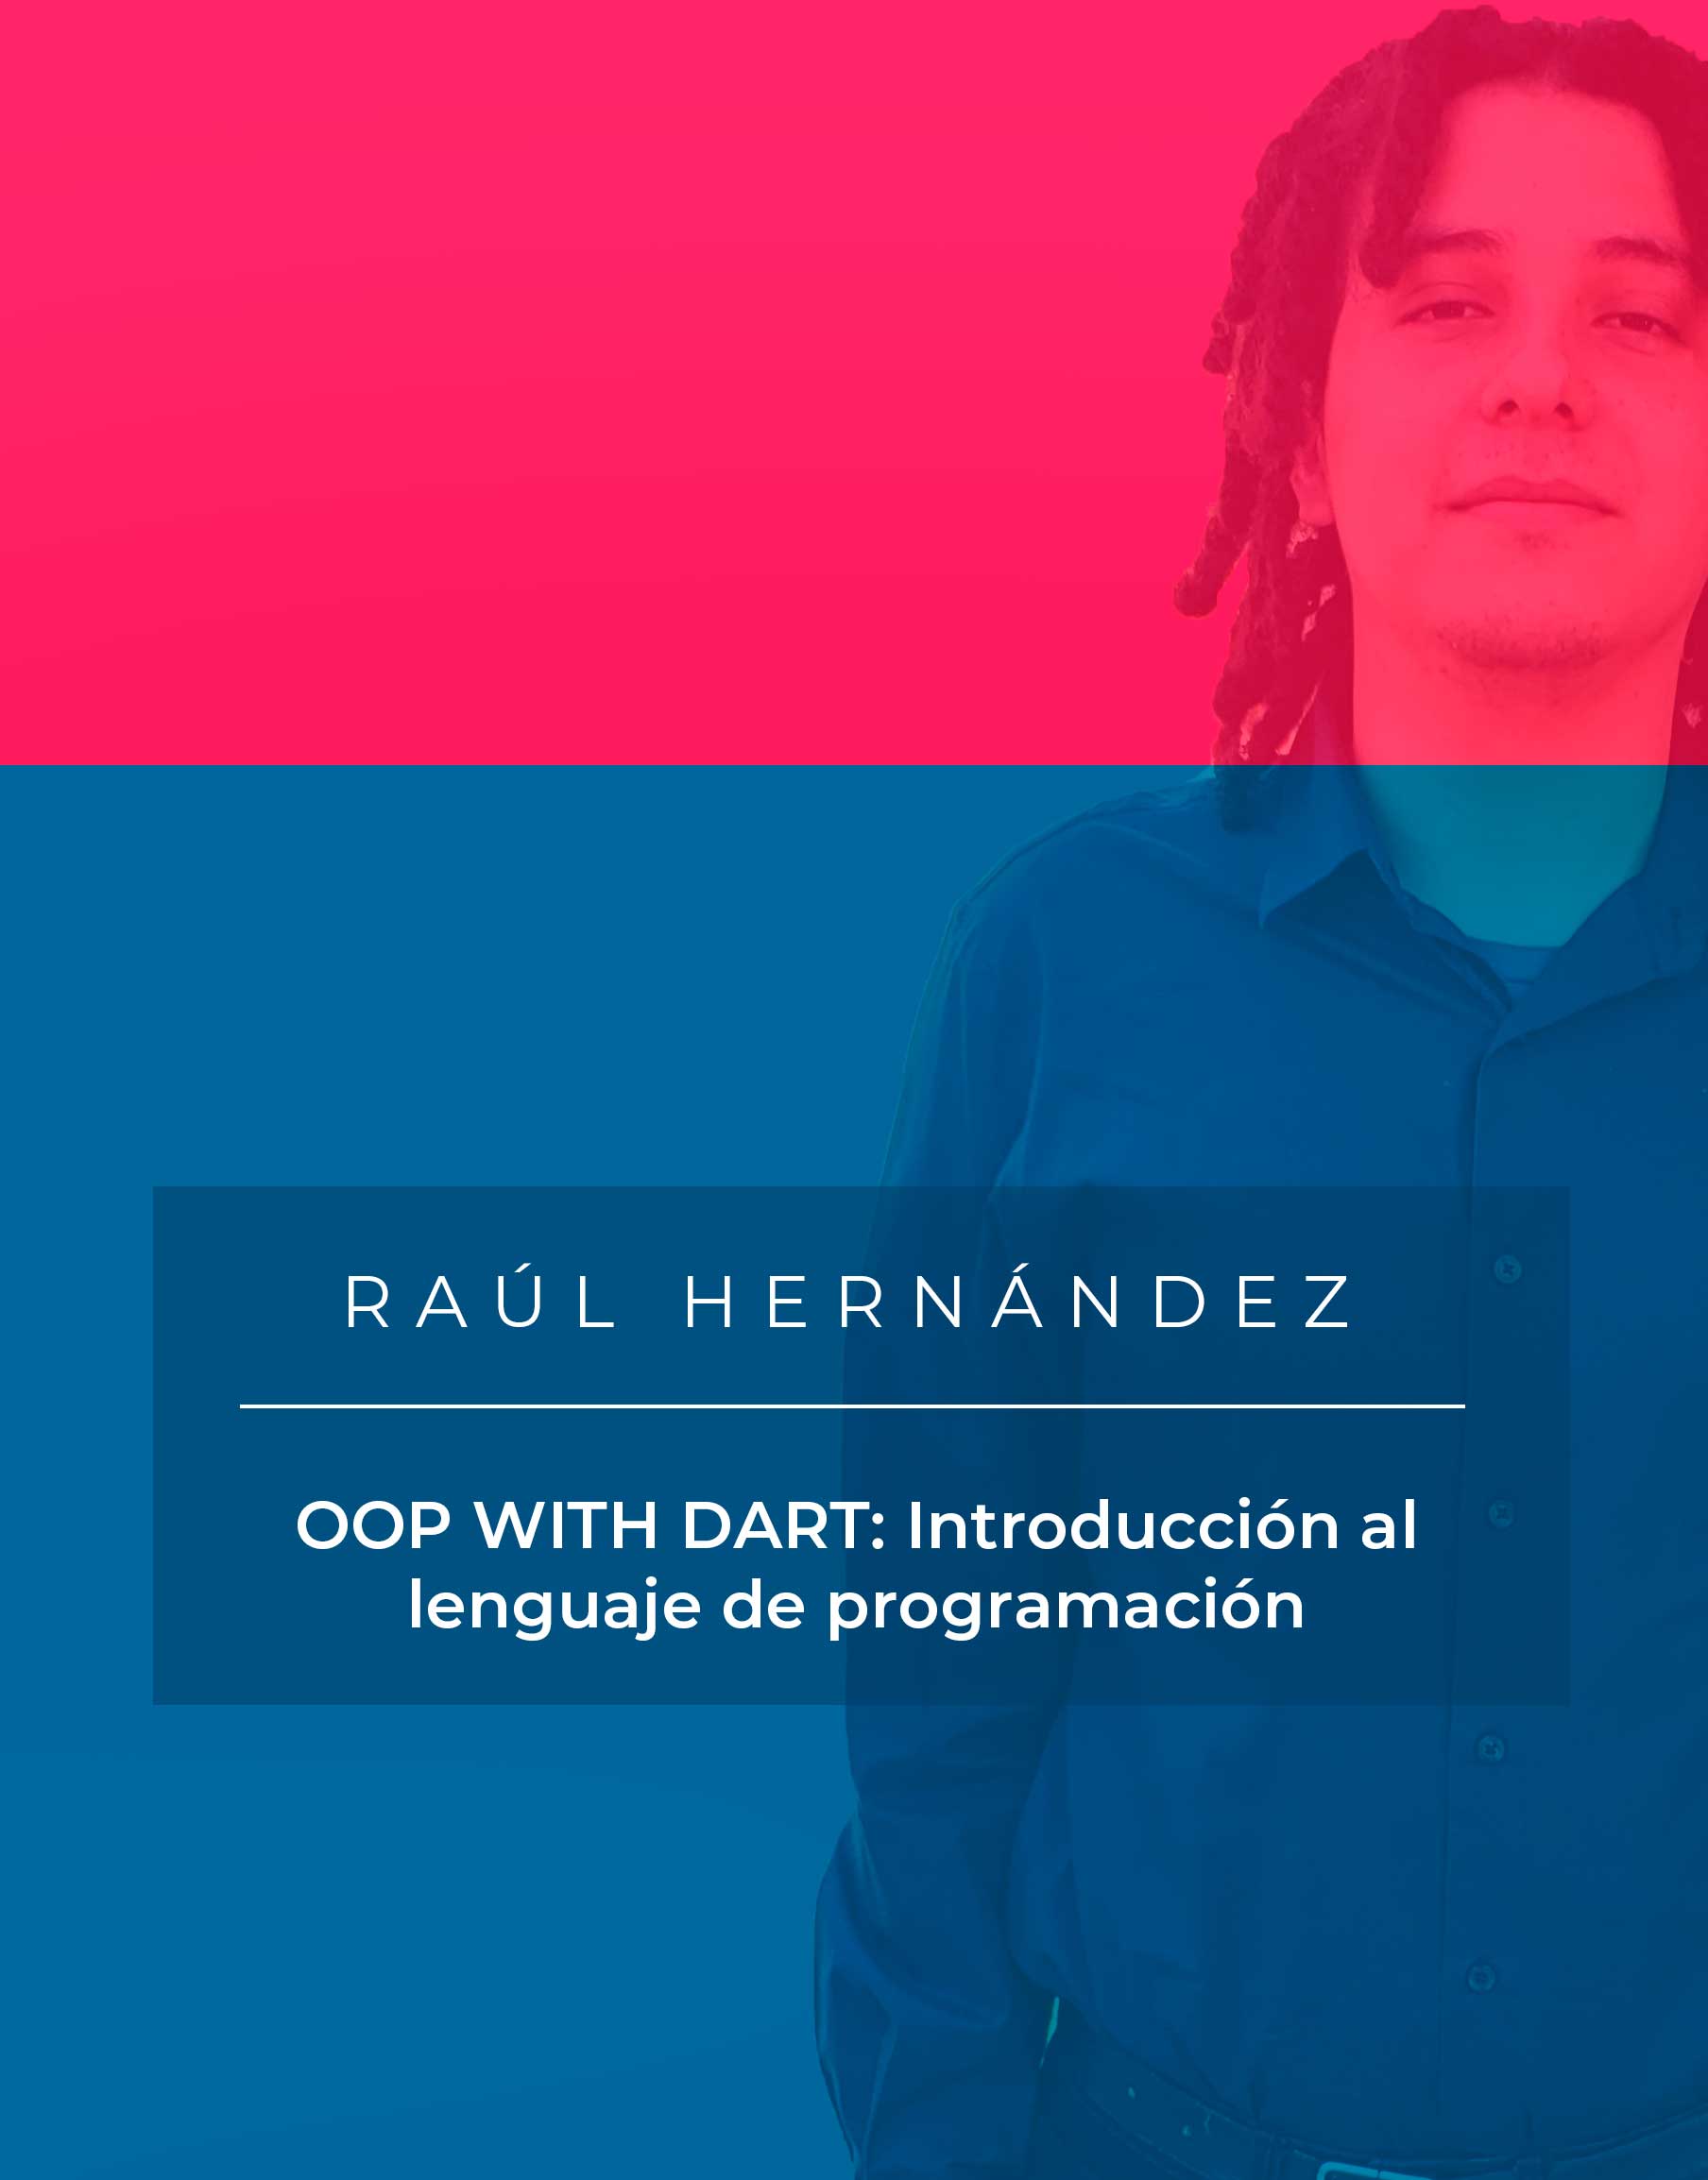 RAÚL HERNÁNDEZ
OOP WITH DART: Introducción al
lenguaje de programación